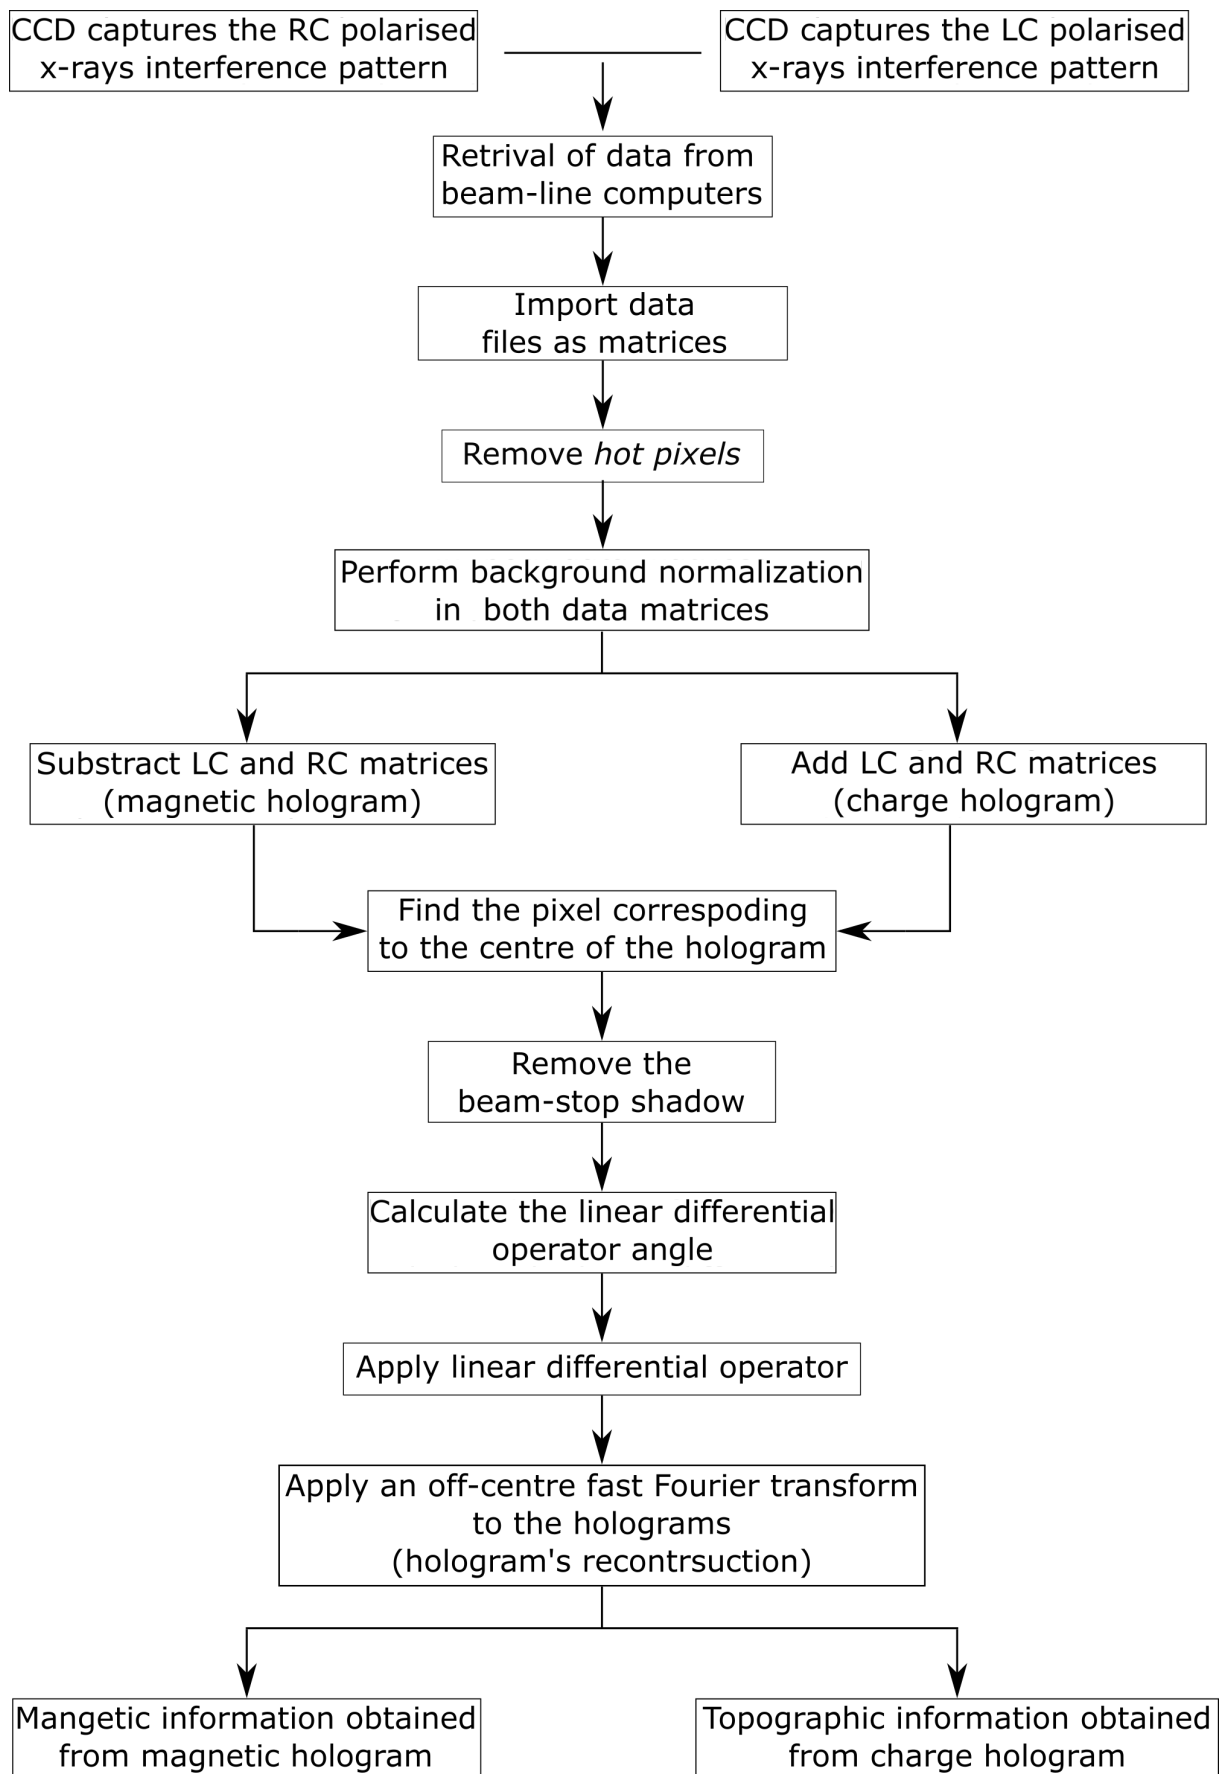 CCD captures the RC polarised
x-rays interference pattern
CCD captures the LC polarised
x-rays interference pattern
Retrival of data from
beam-line computers
Import data
files as matrices
Remove hot pixels
Perform background normalization
in both data matrices
Substract LC and RC matrices
(magnetic hologram)
Add LC and RC matrices
(charge hologram)
Find the pixel correspoding
to the centre of the hologram
Remove the
beam-stop shadow
Calculate the linear differential
operator angle
Apply linear differential operator
Apply an off-centre fast Fourier transform
to the holograms
(hologram's recontrsuction)
Mangetic information obtained
from magnetic hologram
Topographic information obtained
from charge hologram